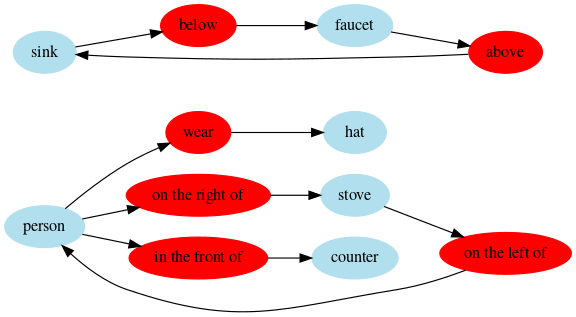 below
faucet
sink
above
wear
hat
on the right of
stove
person
on the left of
in the front of
counter